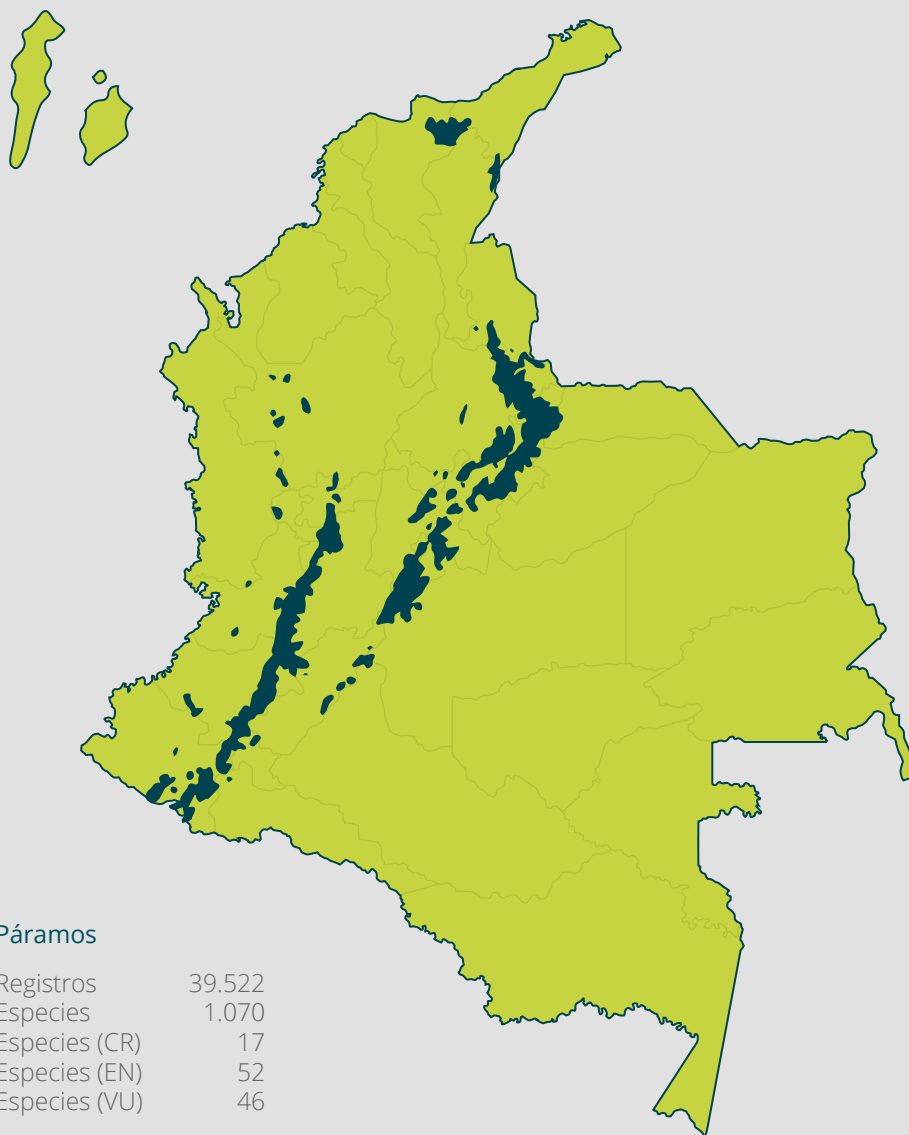 Páramos
Registros 39.522
Especies 1.070
Especies (CR) 17
Especies (EN) 52
Especies (VU) 46